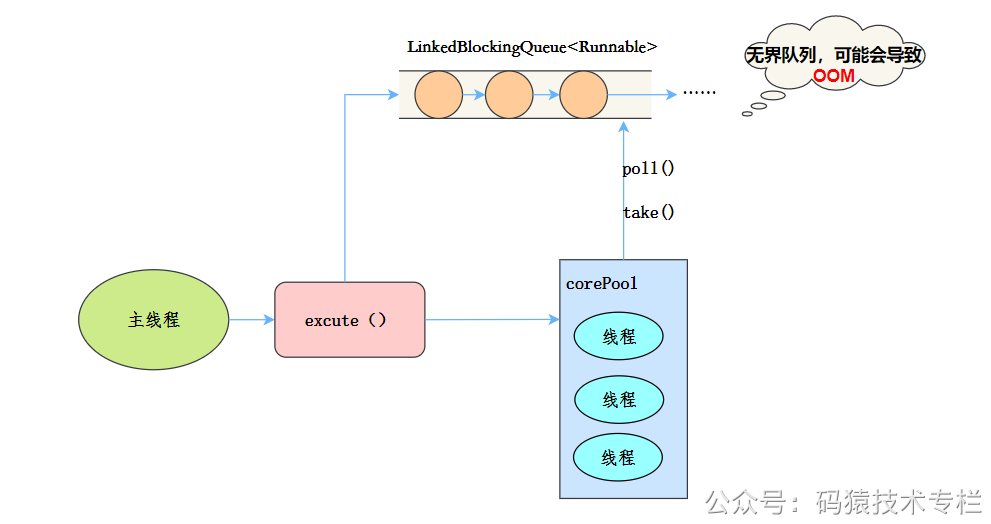 LinkedBlockingQueue<Runnable>
无界队列，可能会导致
OOM
······
poll()
take()
主线程
excute（）
corePool
线程
线程
线程
公众号：码猿技术专栏